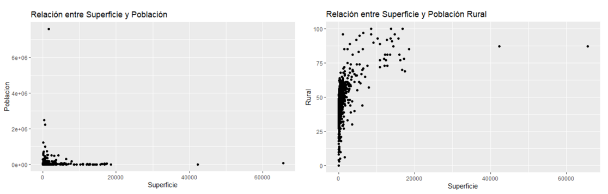 Relación entre Superficie y Población
6e+06
4e+06
2e+06
0e+00
Poblacion
0
20000
40000
60000
Superficie
Relación entre Superficie y Población Rural
100
75
50
25
0
Rural
0
20000
40000
60000
Superficie